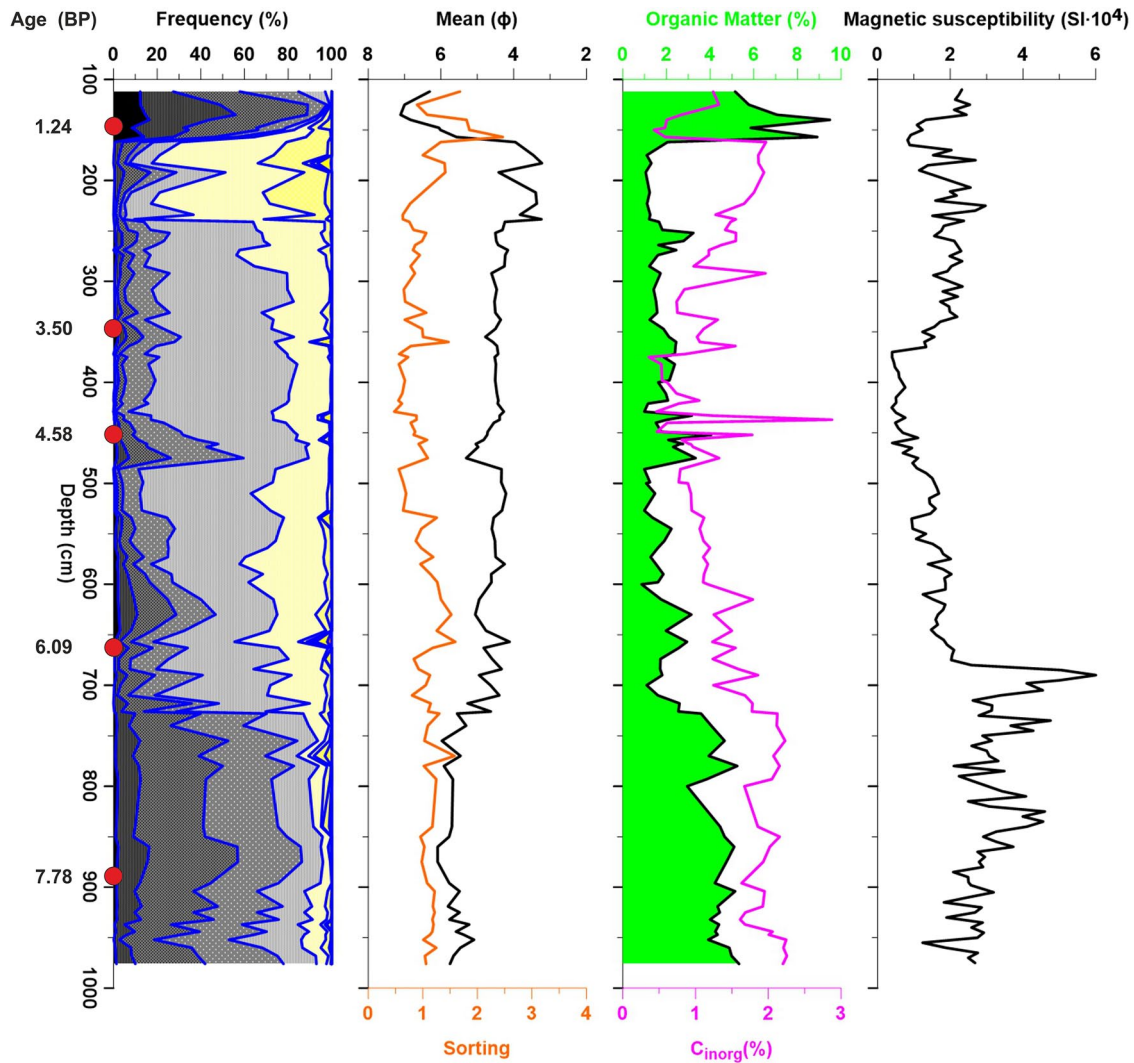 Age (BP)
Frequency (%)
Mean (ϕ)
Organic Matter (%)
Magnetic susceptibility (SI·10⁴)
0 20 40 60 80 100
8 6 4 2
0 2 4 6 8 10
2 4 6
100
1.24
200
300
3.50
400
4.58
500
Depth (cm)
600
6.09
700
800
7.78
900
1000
0 1 2 3 4
0 1 2 3
Sorting
Cinorg(%)